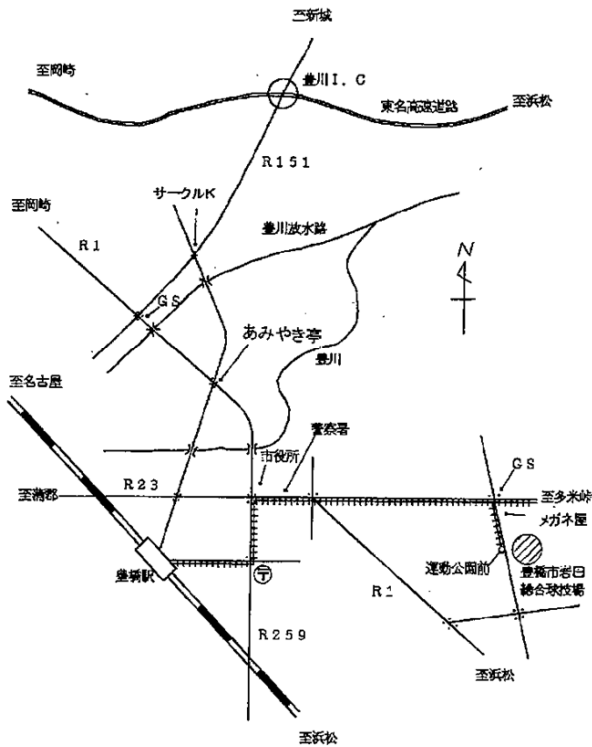 至新城
至岡崎
豊川I.C
東名高速道路
至浜松
R151
サークルK
至岡崎
R1
豊川放水路
N
GS
あみやき亭
豊川
至名古屋
警察署
市役所
GS
R23
至蒲郡
至多米峠
メガネ屋
豊橋駅
〒
運動公園前
豊橋市岩田
総合球技場
R1
R259
至浜松
至浜松